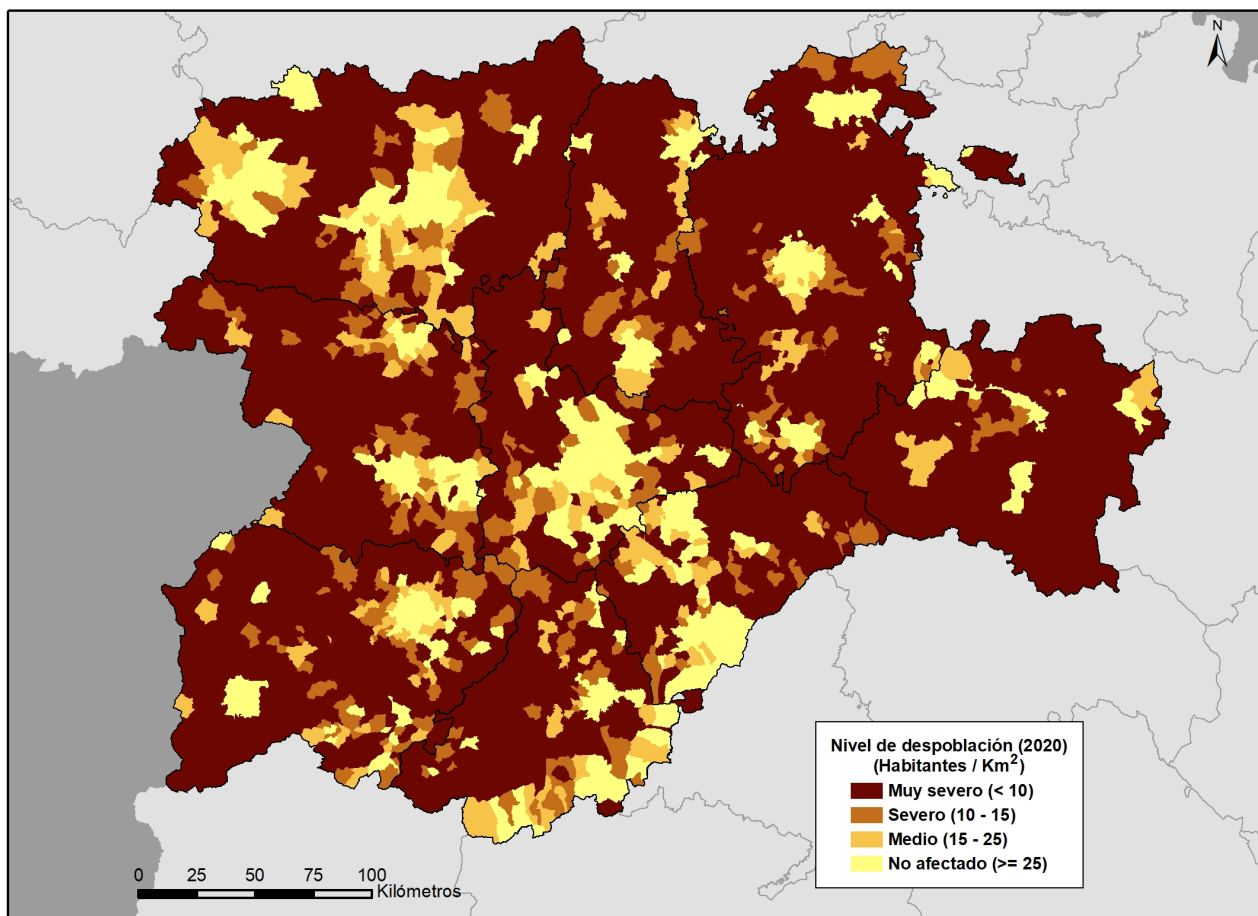 N
Nivel de despoblación (2020)
(Habitantes / Km²)
Muy severo (< 10)
Severo (10 - 15)
Medio (15 - 25)
No afectado (>= 25)
0 25 50 75 100
Kilómetros